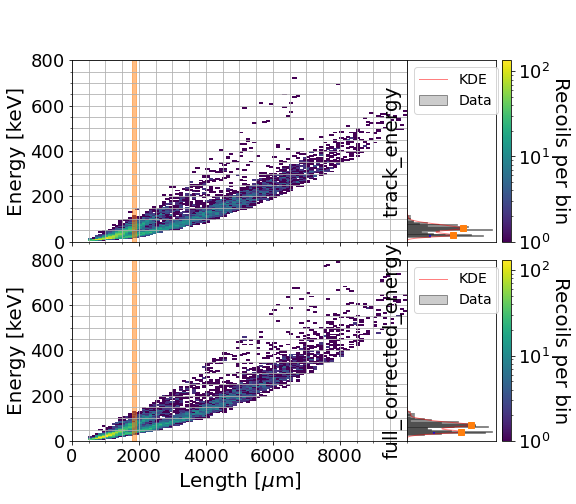 800
600
400
200
0
Energy [keV]
track_energy
KDE
Data
10²
10¹
10⁰
Recoils per bin
800
600
400
200
0
Energy [keV]
full_corrected_energy
KDE
Data
10²
10¹
10⁰
Recoils per bin
0 2000 4000 6000 8000
Length [μm]